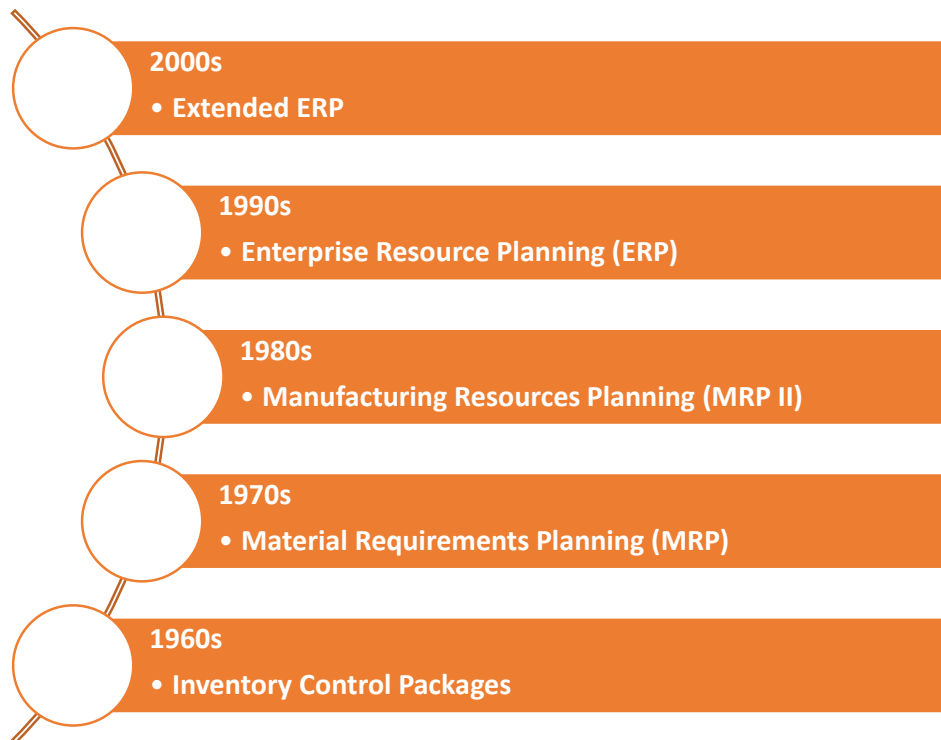 2000s
• Extended ERP
1990s
• Enterprise Resource Planning (ERP)
1980s
• Manufacturing Resources Planning (MRP II)
1970s
• Material Requirements Planning (MRP)
1960s
• Inventory Control Packages